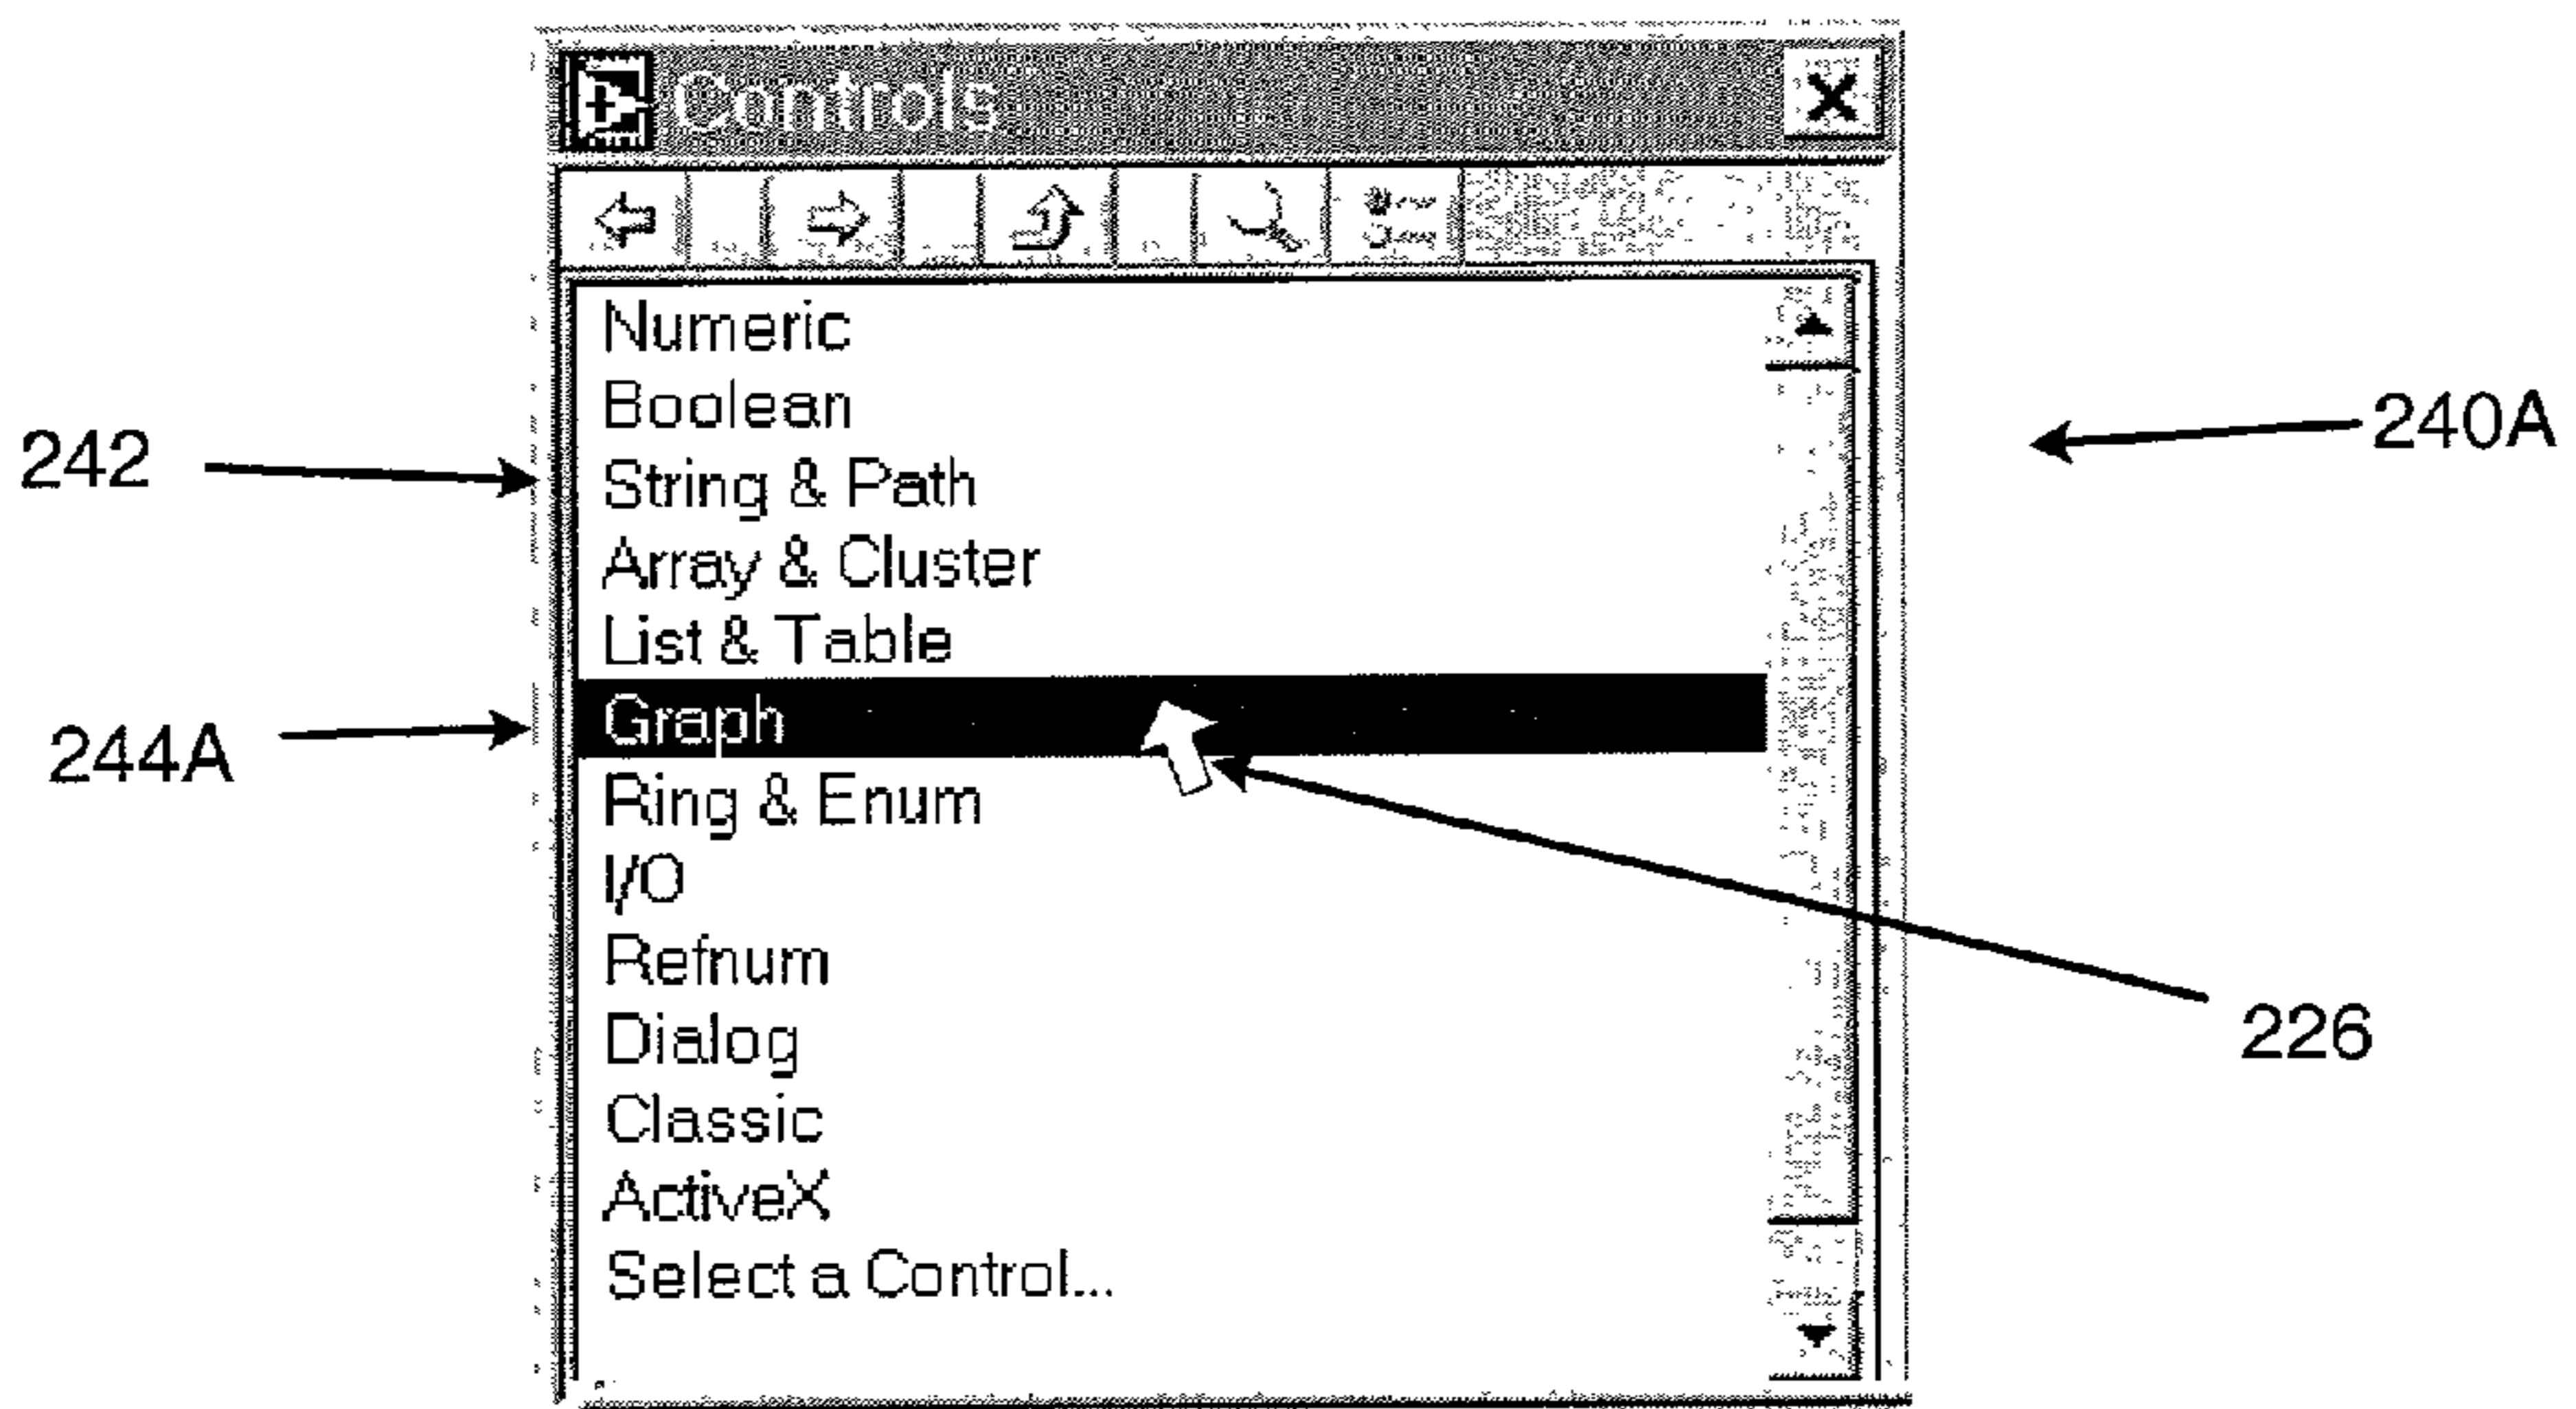 Controls
Numeric
Boolean
240A
242
String & Path
Array & Cluster
List & Table
Graph
244A
Ring & Enum
I/O
Refnum
226
Dialog
Classic
ActiveX
Select a Control...